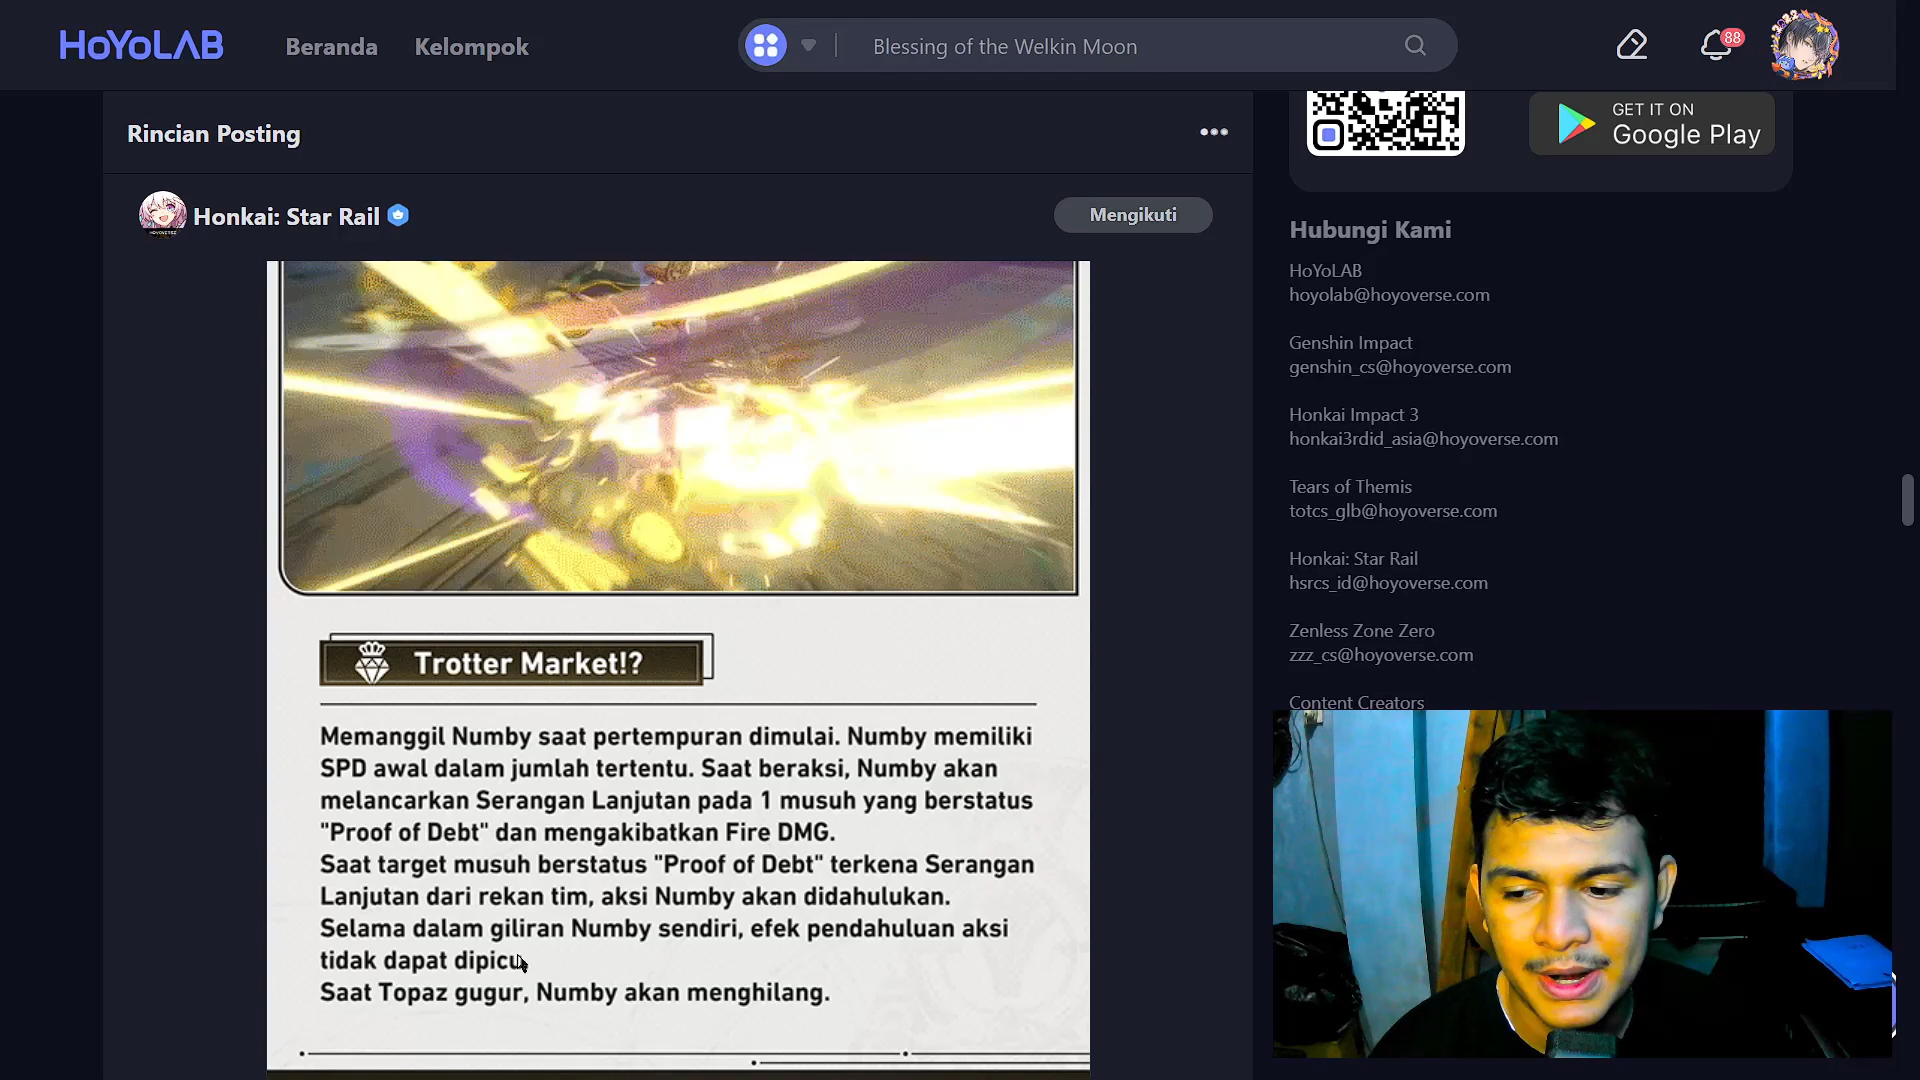 HoYoLAB
Beranda
Kelompok
Blessing of the Welkin Moon
88
Rincian Posting
GET IT ON
Google Play
Honkai: Star Rail
Mengikuti
Trotter Market!?
Memanggil Numby saat pertempuran dimulai. Numby memiliki
SPD awal dalam jumlah tertentu. Saat beraksi, Numby akan
melancarkan Serangan Lanjutan pada 1 musuh yang berstatus
"Proof of Debt" dan mengakibatkan Fire DMG.
Saat target musuh berstatus "Proof of Debt" terkena Serangan
Lanjutan dari rekan tim, aksi Numby akan didahulukan.
Selama dalam giliran Numby sendiri, efek pendahuluan aksi
tidak dapat dipicu.
Saat Topaz gugur, Numby akan menghilang.
Hubungi Kami
HoYoLAB
hoyolab@hoyoverse.com
Genshin Impact
genshin_cs@hoyoverse.com
Honkai Impact 3
honkai3rdid_asia@hoyoverse.com
Tears of Themis
totcs_glb@hoyoverse.com
Honkai: Star Rail
hsrcs_id@hoyoverse.com
Zenless Zone Zero
zzz_cs@hoyoverse.com
Content Creators